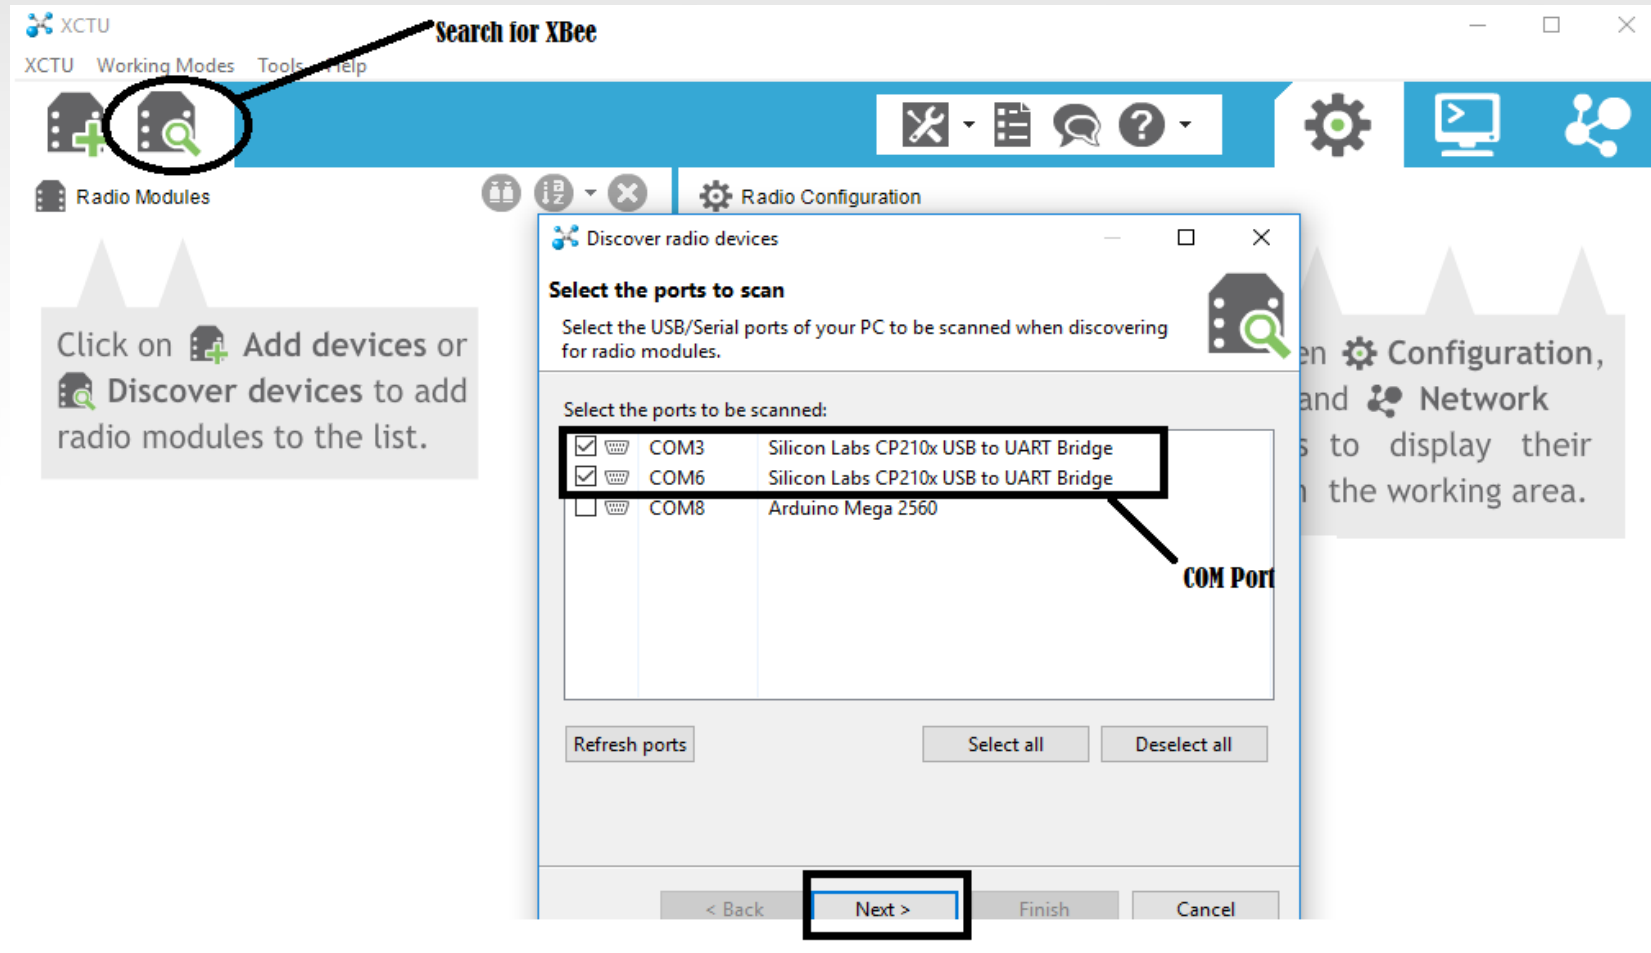 XCTU
Search for XBee
XCTU Working Modes Tools Help
Radio Modules
Radio Configuration
Click on Add devices or
Discover devices to add
radio modules to the list.
Discover radio devices
Select the ports to scan
Select the USB/Serial ports of your PC to be scanned when discovering
for radio modules.
Select the ports to be scanned:
COM3 Silicon Labs CP210x USB to UART Bridge
COM6 Silicon Labs CP210x USB to UART Bridge
COM8 Arduino Mega 2560
COM Port
Refresh ports
Select all
Deselect all
< Back
Next >
Finish
Cancel
Configuration,
and Network
to display their
the working area.